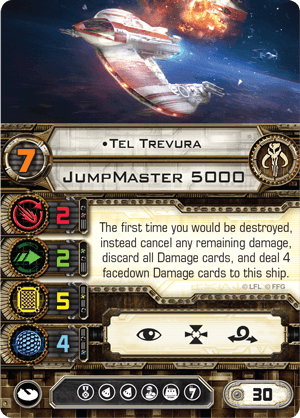 •Tel Trevura
7
JumpMaster 5000
2
2
5
4
The first time you would be destroyed,
instead cancel any remaining damage,
discard all Damage cards, and deal 4
facedown Damage cards to this ship.
© LFL © FFG
30